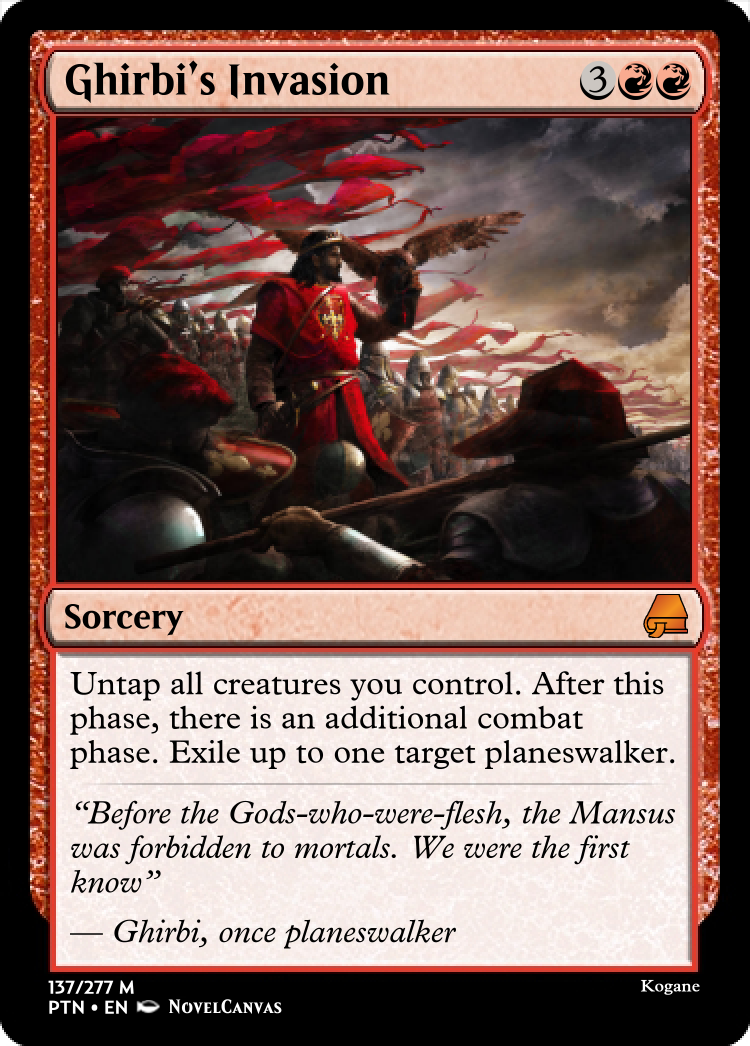 Ghirbi's Invasion 3
Sorcery
Untap all creatures you control. After this
phase, there is an additional combat
phase. Exile up to one target planeswalker.
“Before the Gods-who-were-flesh, the Mansus
was forbidden to mortals. We were the first
know”
— Ghirbi, once planeswalker
137/277 M
Kogane
PTN • EN NovelCanvas